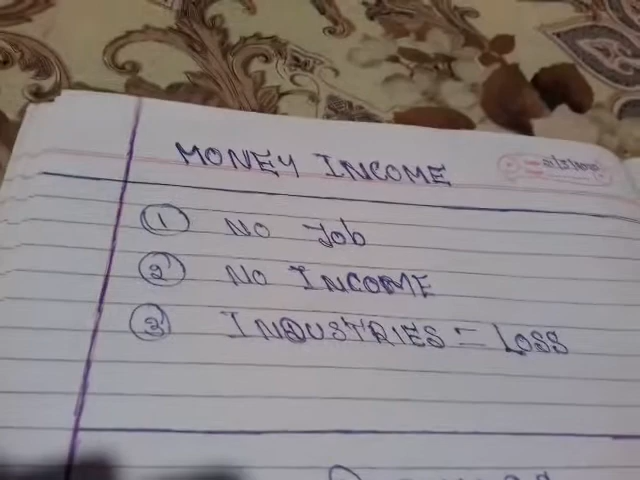 MONEY INCOME
① No Job
② No INCOME
③ INDUSTRIES = LOSS